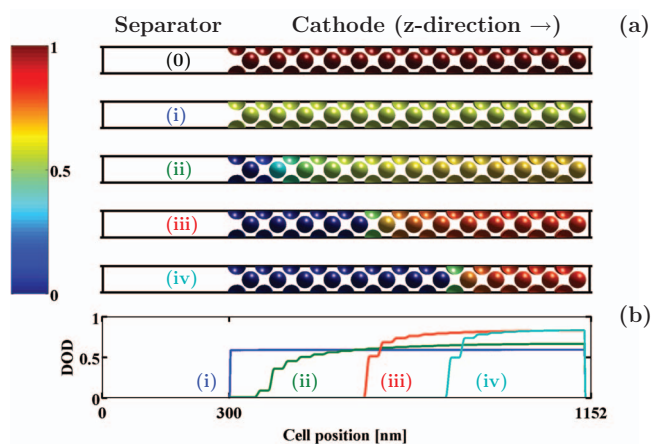 Separator Cathode (z-direction →) (a)
1
0.5
0
(0)
(i)
(ii)
(iii)
(iv)
(b)
DOD
1
0.5
0
(i) (ii) (iii) (iv)
0 300 1152
Cell position [nm]